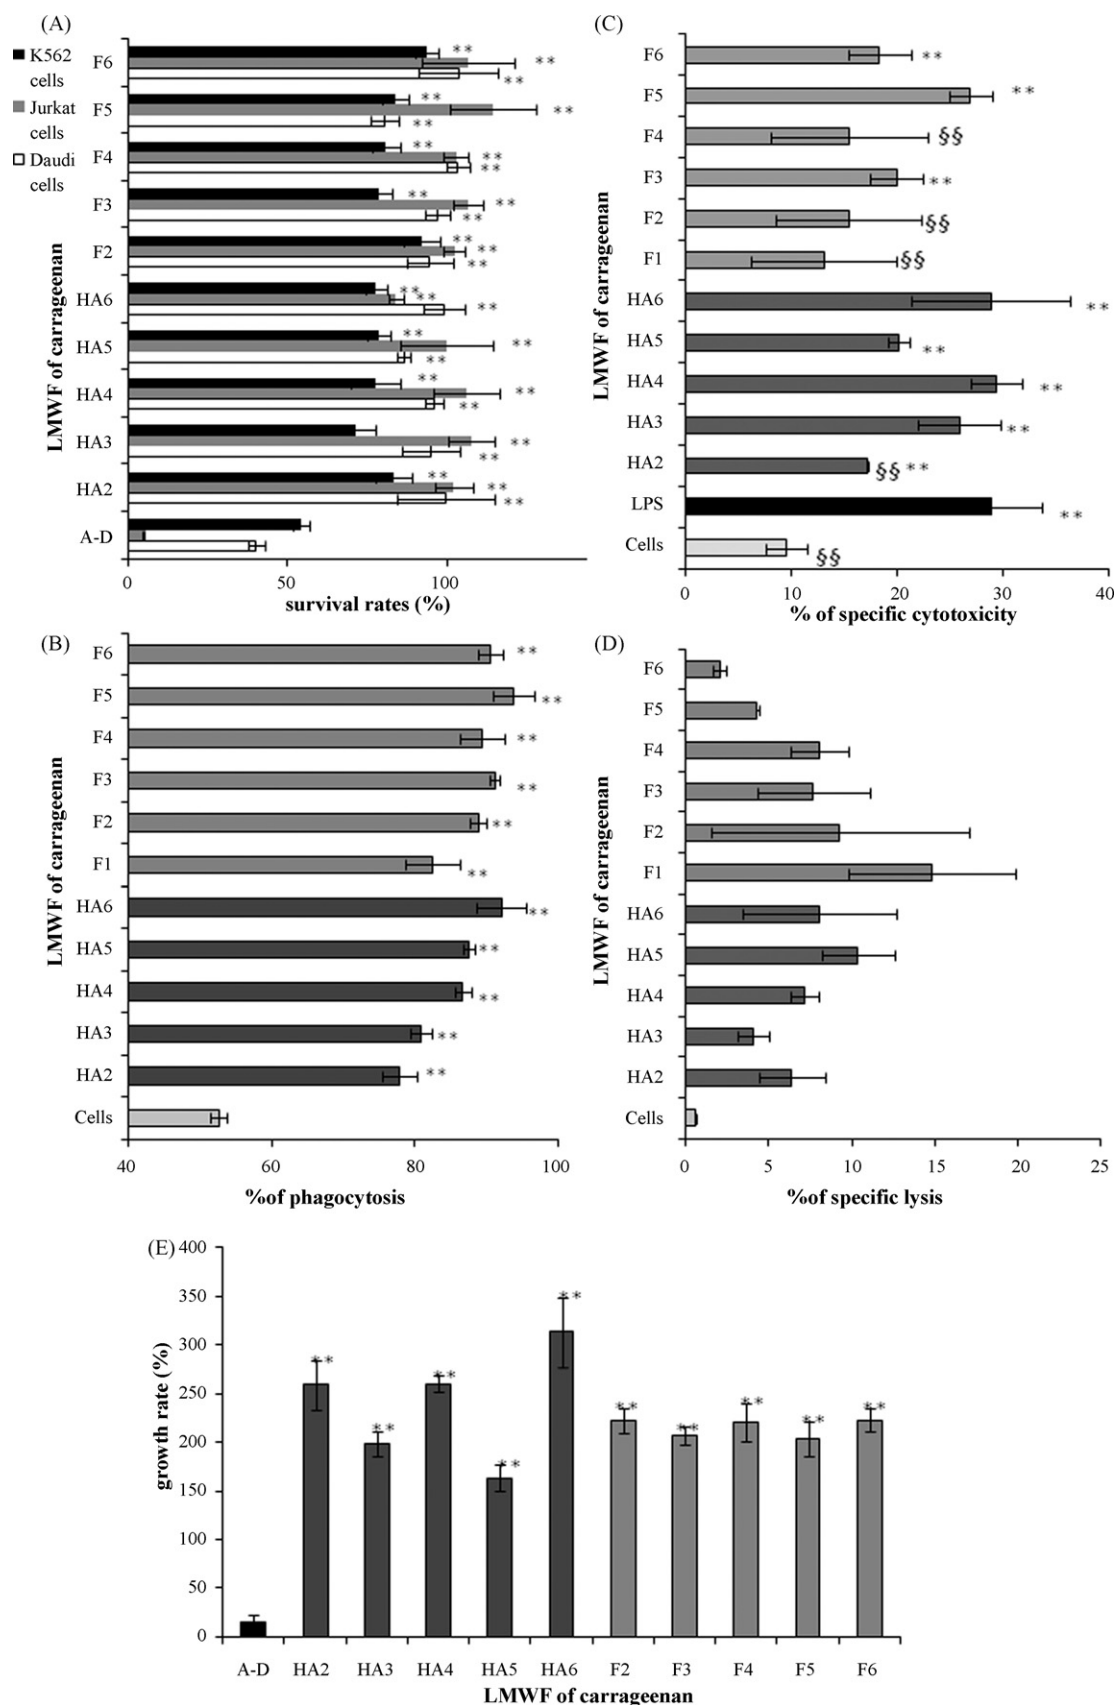 (A)
K562
cells
Jurkat
cells
Daudi
cells
LMWF of carrageenan
F6 ** ** **
F5 ** ** **
F4 ** ** **
F3 ** ** **
F2 ** ** **
HA6 ** ** **
HA5 ** ** **
HA4 ** ** **
HA3 ** **
HA2 ** ** **
A-D
0 50 100
survival rates (%)
(C)
LMWF of carrageenan
F6 **
F5 **
F4 §§
F3 **
F2 §§
F1 §§
HA6 **
HA5 **
HA4 **
HA3 **
HA2 §§ **
LPS **
Cells §§
0 10 20 30 40
% of specific cytotoxicity
(B)
LMWF of carrageenan
F6 **
F5 **
F4 **
F3 **
F2 **
F1 **
HA6 **
HA5 **
HA4 **
HA3 **
HA2 **
Cells
40 60 80 100
%of phagocytosis
(D)
LMWF of carrageenan
F6
F5
F4
F3
F2
F1
HA6
HA5
HA4
HA3
HA2
Cells
0 5 10 15 20 25
%of specific lysis
(E)
growth rate (%)
400
350
300
250
200
150
100
50
0
** ** ** ** ** ** ** ** ** **
A-D HA2 HA3 HA4 HA5 HA6 F2 F3 F4 F5 F6
LMWF of carrageenan